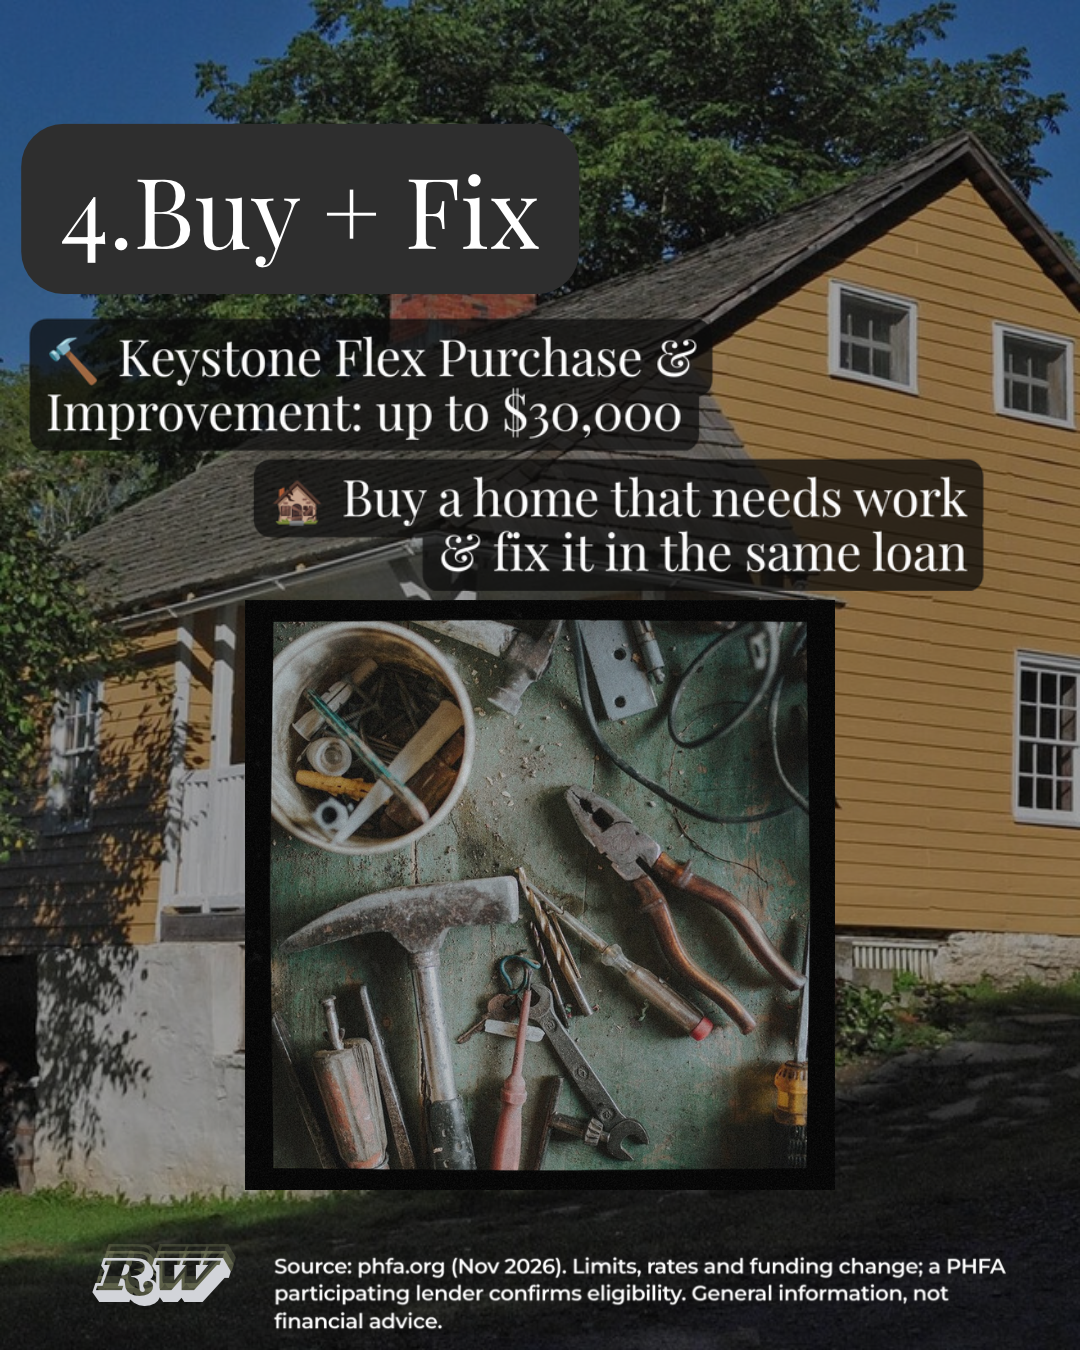 4.Buy + Fix
🔨 Keystone Flex Purchase &
Improvement: up to $30,000
🏚️ Buy a home that needs work
& fix it in the same loan
RW
Source: phfa.org (Nov 2026). Limits, rates and funding change; a PHFA
participating lender confirms eligibility. General information, not
financial advice.